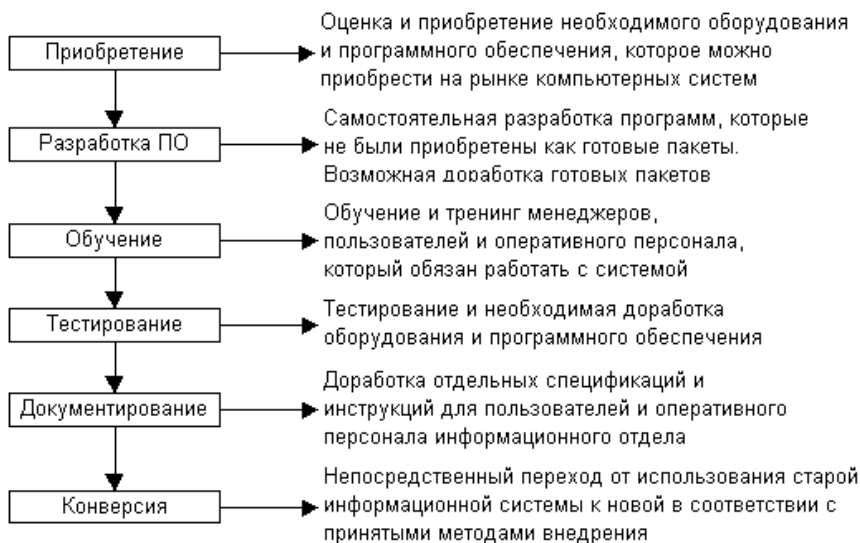 Приобретение
Оценка и приобретение необходимого оборудования
и программного обеспечения, которое можно
приобрести на рынке компьютерных систем
Разработка ПО
Самостоятельная разработка программ, которые
не были приобретены как готовые пакеты.
Возможная доработка готовых пакетов
Обучение
Обучение и тренинг менеджеров,
пользователей и оперативного персонала,
который обязан работать с системой
Тестирование
Тестирование и необходимая доработка
оборудования и программного обеспечения
Документирование
Доработка отдельных спецификаций и
инструкций для пользователей и оперативного
персонала информационного отдела
Конверсия
Непосредственный переход от использования старой
информационной системы к новой в соответствии с
принятыми методами внедрения